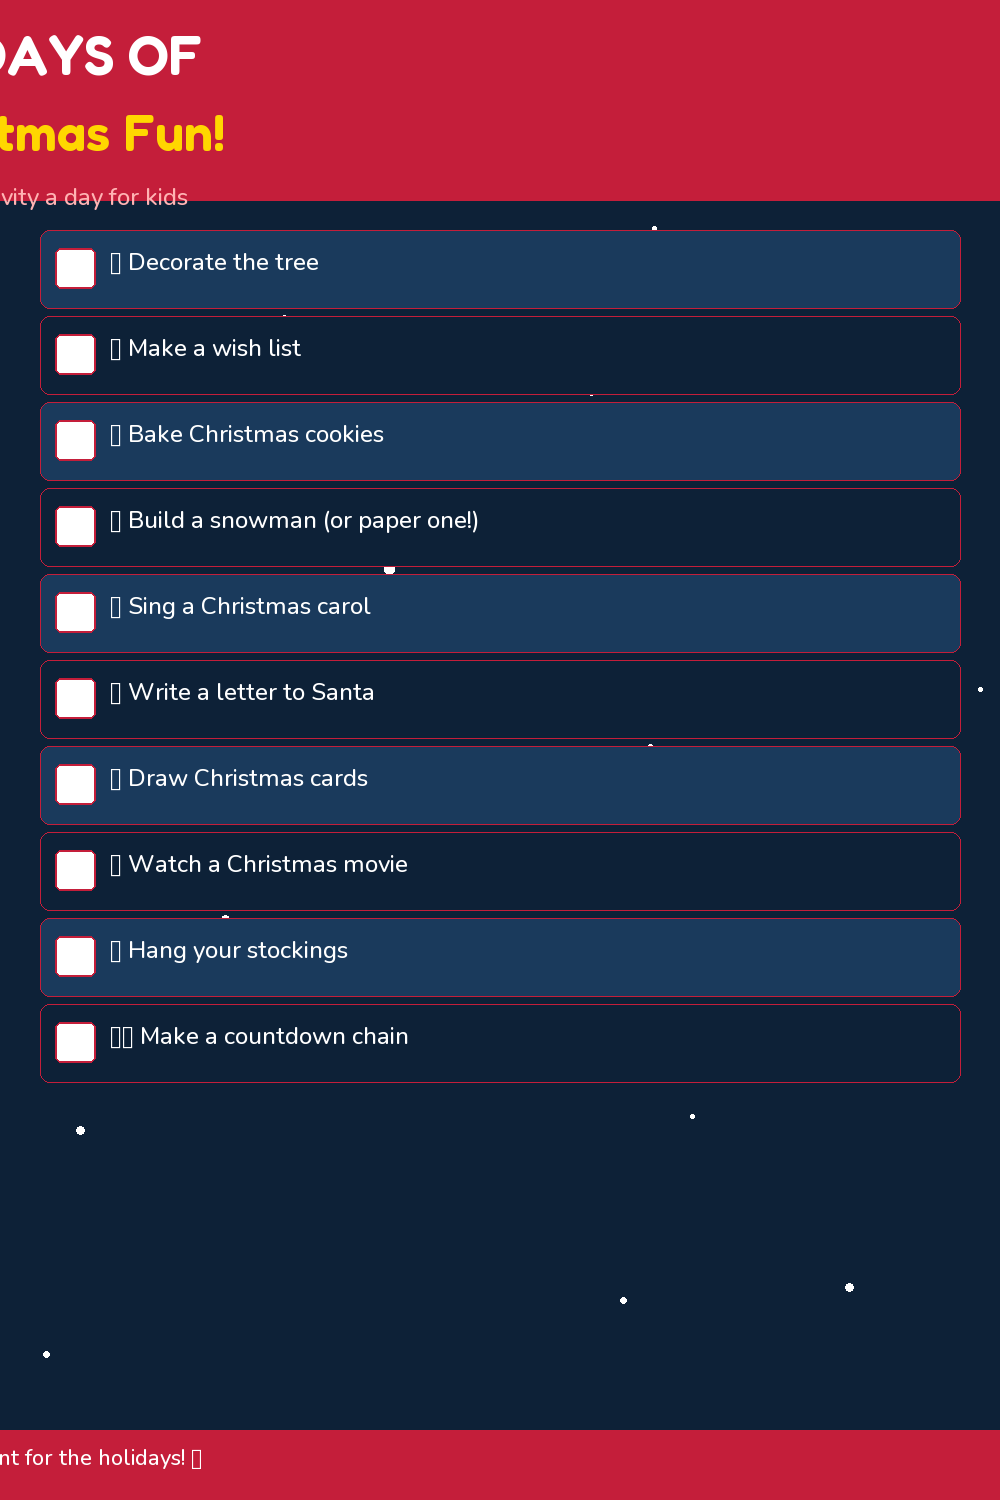 DAYS OF
tmas Fun!
vity a day for kids
Decorate the tree
Make a wish list
Bake Christmas cookies
Build a snowman (or paper one!)
Sing a Christmas carol
Write a letter to Santa
Draw Christmas cards
Watch a Christmas movie
Hang your stockings
Make a countdown chain
nt for the holidays!